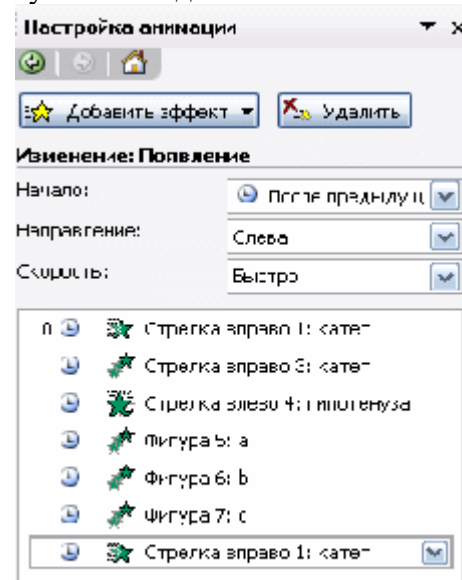 Настройка анимации
Добавить эффект
Удалить
Изменение: Появление
Начало:
После предыдущ
Направление:
Слева
Скорость:
Быстро
0 Стрелка вправо 1: катет
Стрелка вправо 3: катет
Стрелка влево 4: гипотенуза
Фигура 5: a
Фигура 6: b
Фигура 7: c
Стрелка вправо 1: катет